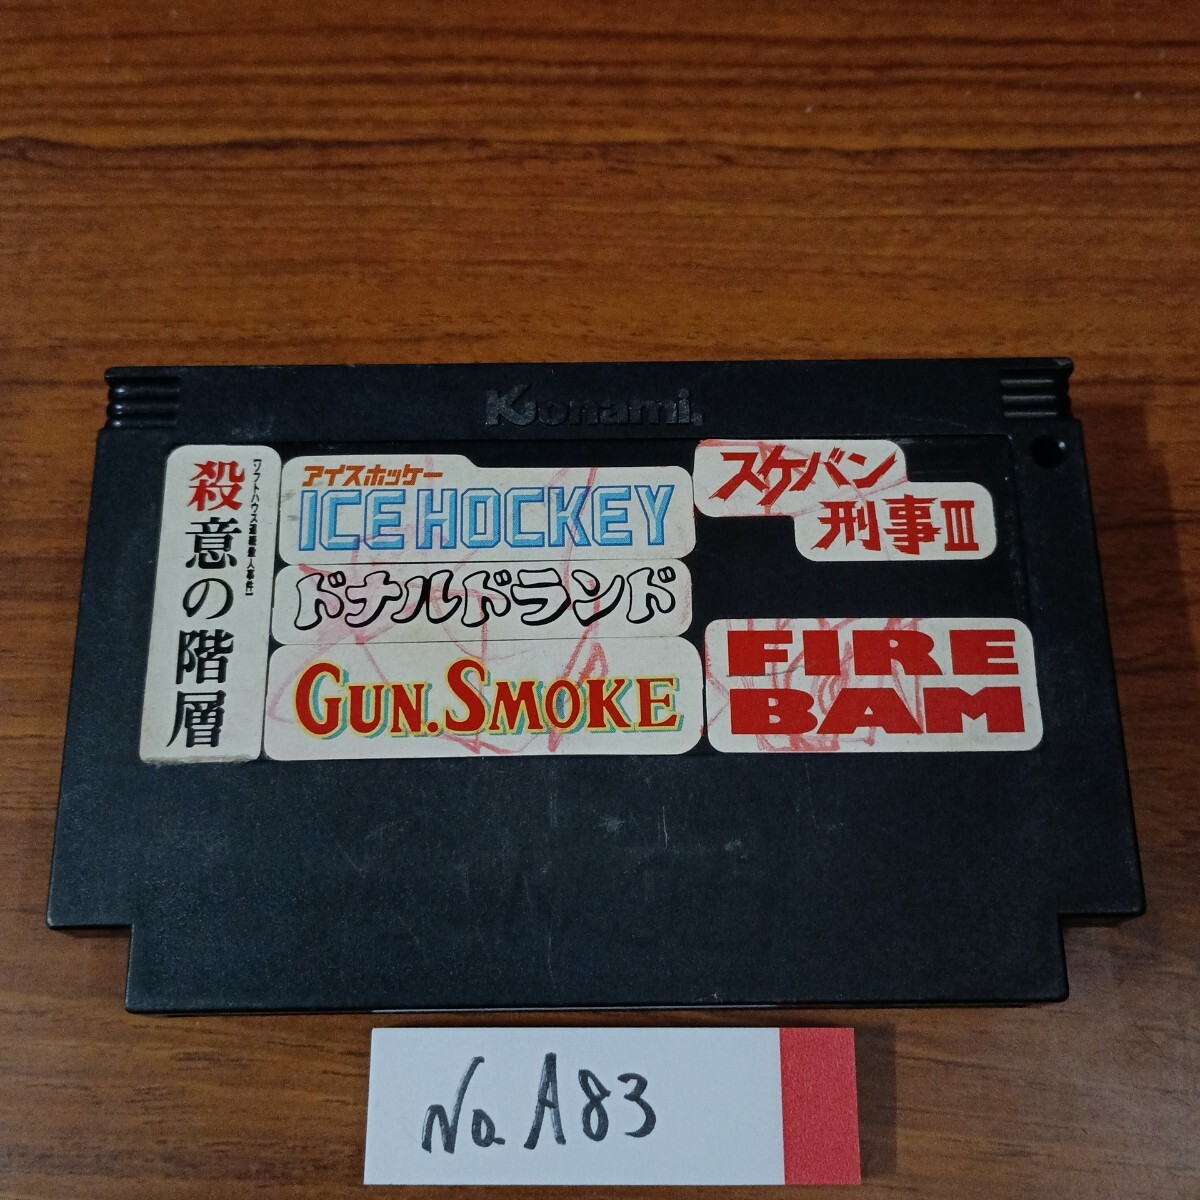 Konami
殺意の階層
[ソフトハウス連続殺人事件]
アイスホッケー
ICE HOCKEY
ドナルドランド
GUN.SMOKE
スケバン
刑事III
FIRE
BAM
No. A83